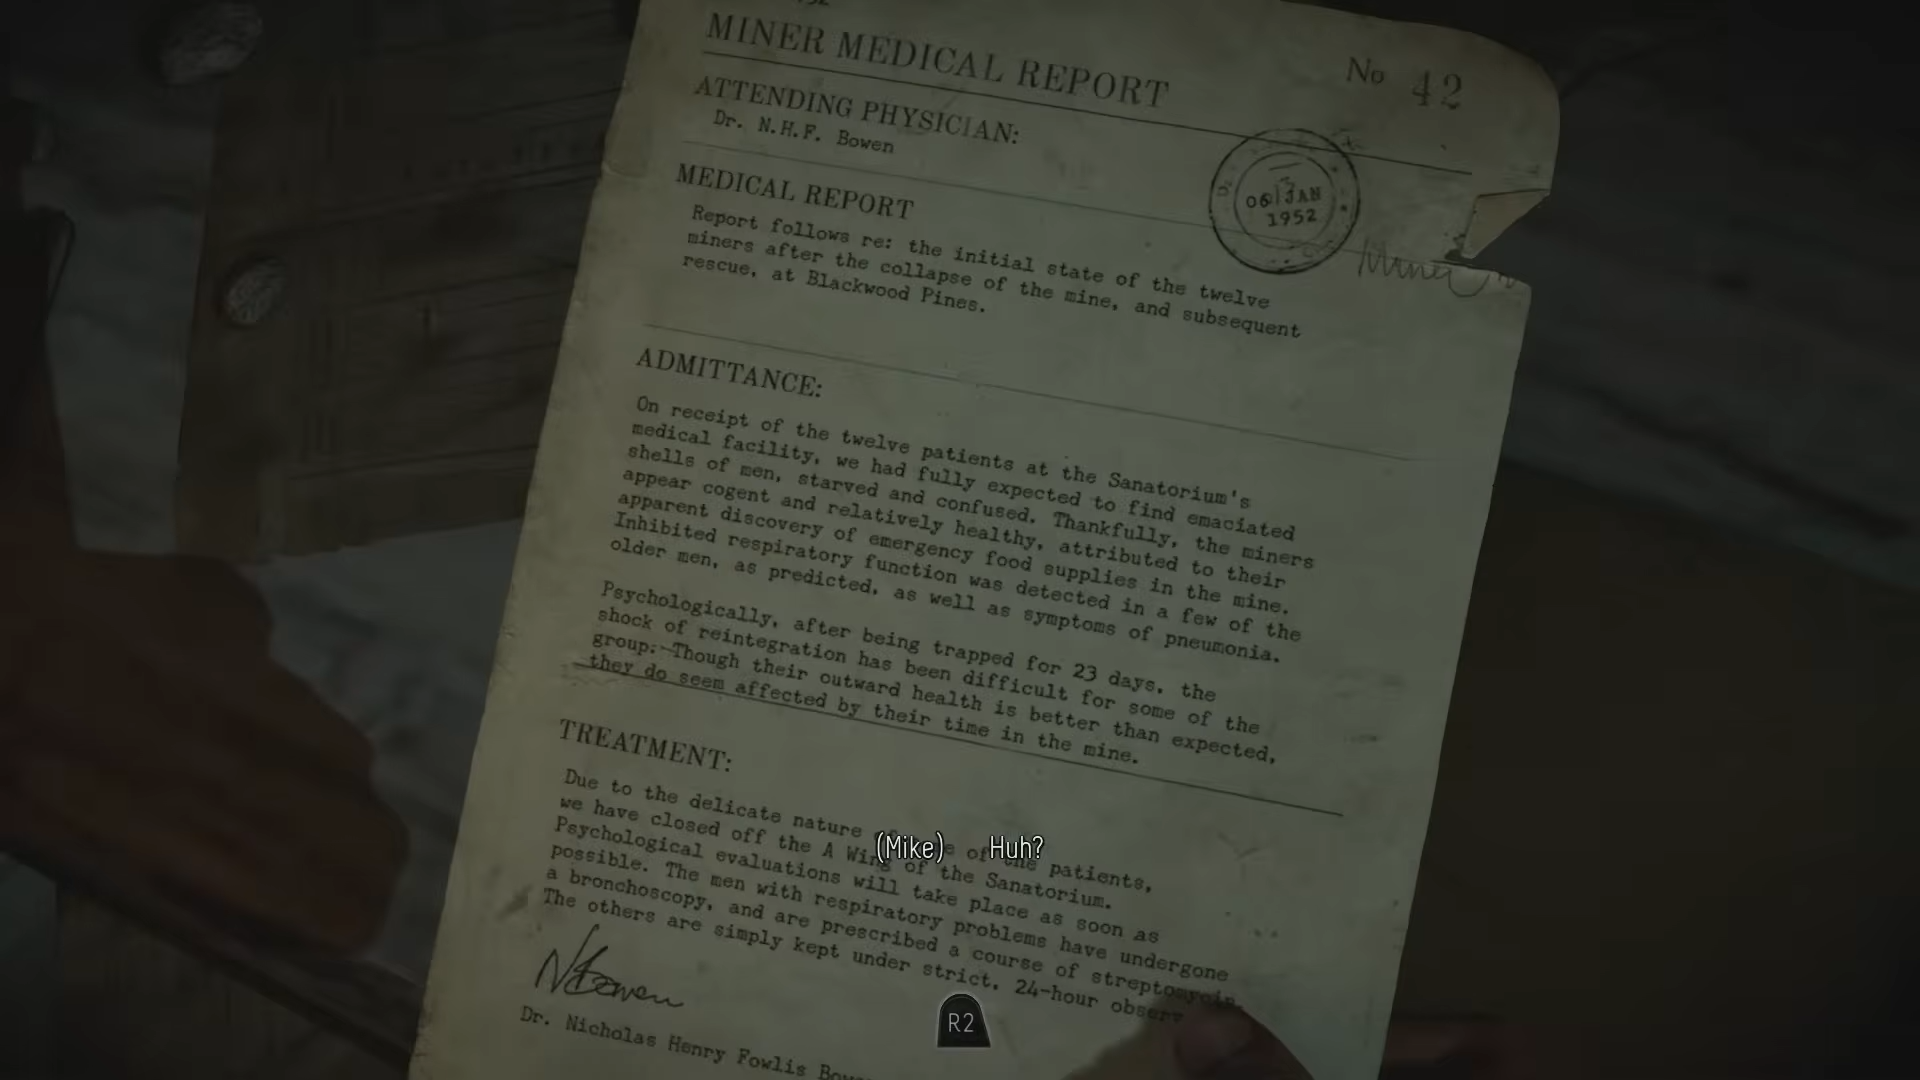 MINER MEDICAL REPORT
No 42
ATTENDING PHYSICIAN:
Dr. N.H.F. Bowen
06 JAN
1952
MEDICAL REPORT
Report follows re: the initial state of the twelve
miners after the collapse of the mine, and subsequent
rescue, at Blackwood Pines.
ADMITTANCE:
On receipt of the twelve patients at the Sanatorium's
medical facility, we had fully expected to find emaciated
shells of men, starved and confused. Thankfully, the miners
appear cogent and relatively healthy, attributed to their
apparent discovery of emergency food supplies in the mine.
Inhibited respiratory function was detected in a few of the
older men, as predicted, as well as symptoms of pneumonia.
Psychologically, after being trapped for 23 days, the
shock of reintegration has been difficult for some of the
group. Though their outward health is better than expected,
they do seem affected by their time in the mine.
TREATMENT:
Due to the delicate nature of the patients,
we have closed off the A Wing of the Sanatorium.
Psychological evaluations will take place as soon as
possible. The men with respiratory problems have undergone
a bronchoscopy, and are prescribed a course of streptomycin.
The others are simply kept under strict, 24-hour observ
NBowen
Dr. Nicholas Henry Fowlis Bowe
(Mike) Huh?
R2